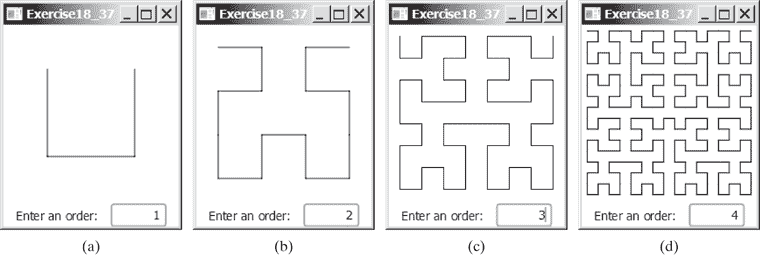 Exercise18_37
Enter an order: 1
(a)
Exercise18_37
Enter an order: 2
(b)
Exercise18_37
Enter an order: 3
(c)
Exercise18_37
Enter an order: 4
(d)